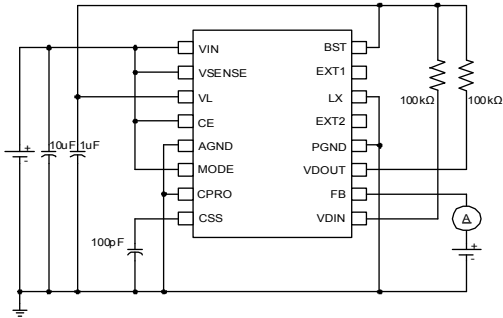 VIN BST
VSENSE EXT1
VL LX
100kΩ 100kΩ
CE EXT2
10uF 1uF AGND PGND
MODE VDOUT
CPRO FB
CSS VDIN
A
100pF
+
-
+
-